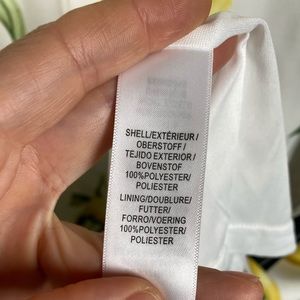 SHELL/EXTÉRIEUR/
OBERSTOFF/
TEJIDO EXTERIOR/
BOVENSTOF
100%POLYESTER/
POLIESTER
LINING/DOUBLURE/
FUTTER/
FORRO/VOERING
100%POLYESTER/
POLIESTER